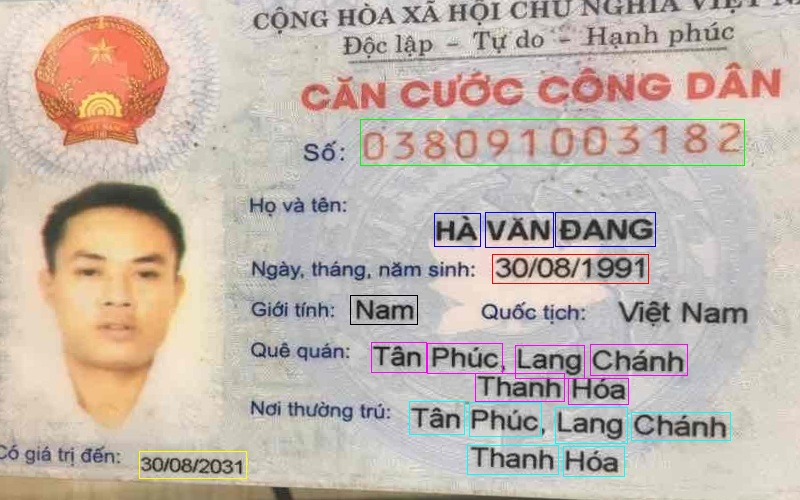 CỘNG HÒA XÃ HỘI CHỦ NGHĨA VIỆT
Độc lập - Tự do - Hạnh phúc
CĂN CƯỚC CÔNG DÂN
Số: 038091003182
Họ và tên:
HÀ VĂN ĐANG
Ngày, tháng, năm sinh: 30/08/1991
Giới tính: Nam Quốc tịch: Việt Nam
Quê quán: Tân Phúc, Lang Chánh
Thanh Hóa
Nơi thường trú: Tân Phúc, Lang Chánh
Thanh Hóa
Có giá trị đến: 30/08/2031